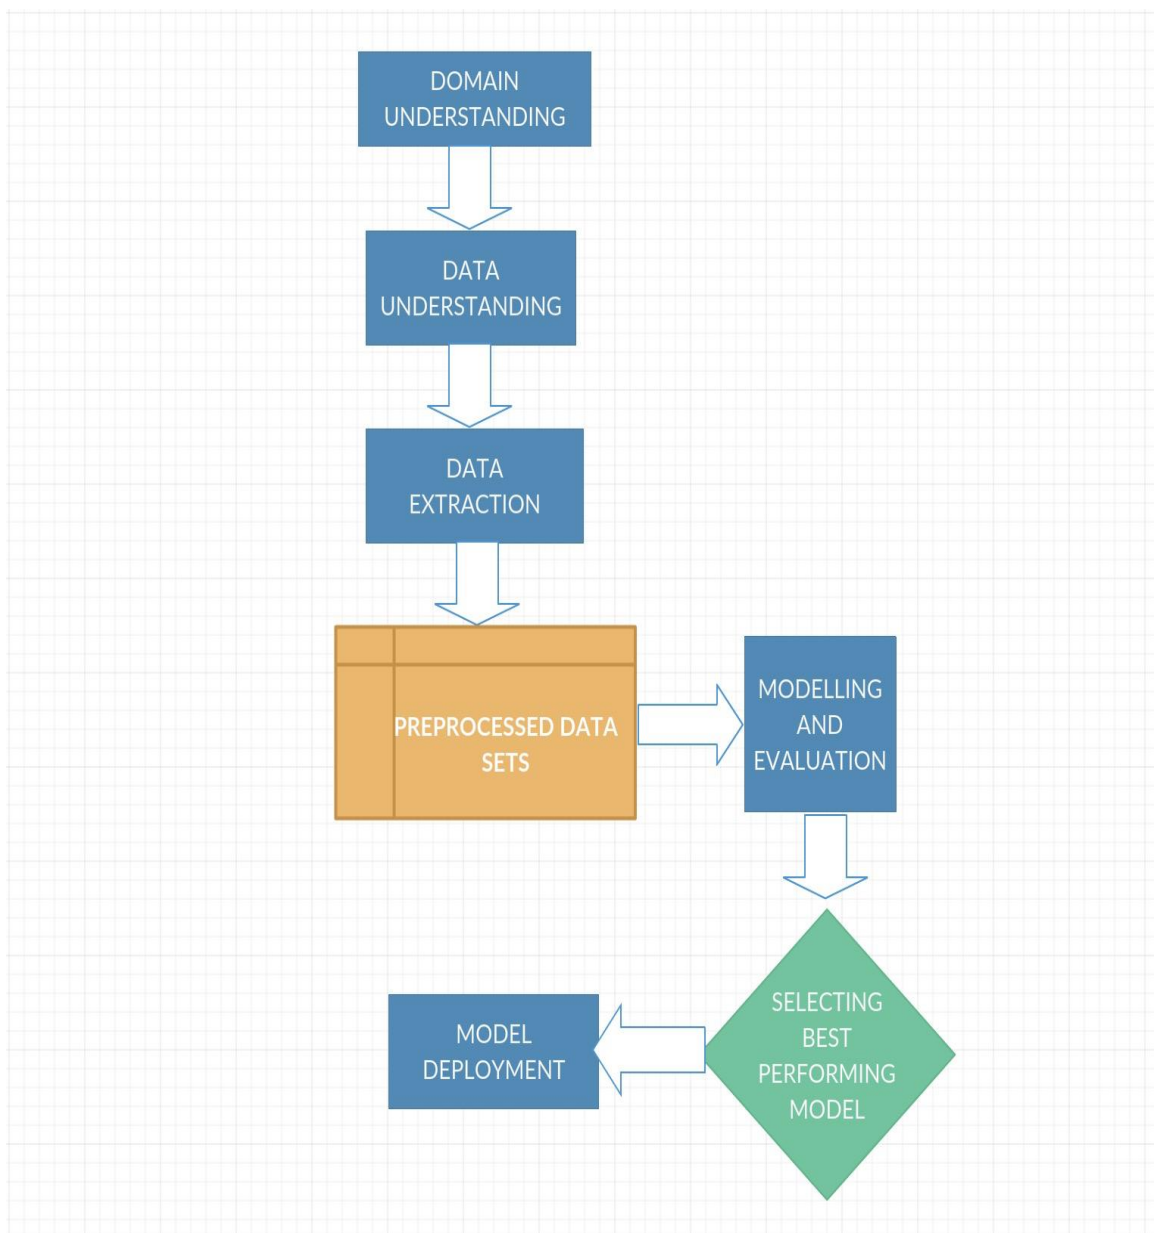 DOMAIN
UNDERSTANDING
DATA
UNDERSTANDING
DATA
EXTRACTION
PREPROCESSED DATA
SETS
MODELLING
AND
EVALUATION
SELECTING
BEST
PERFORMING
MODEL
MODEL
DEPLOYMENT